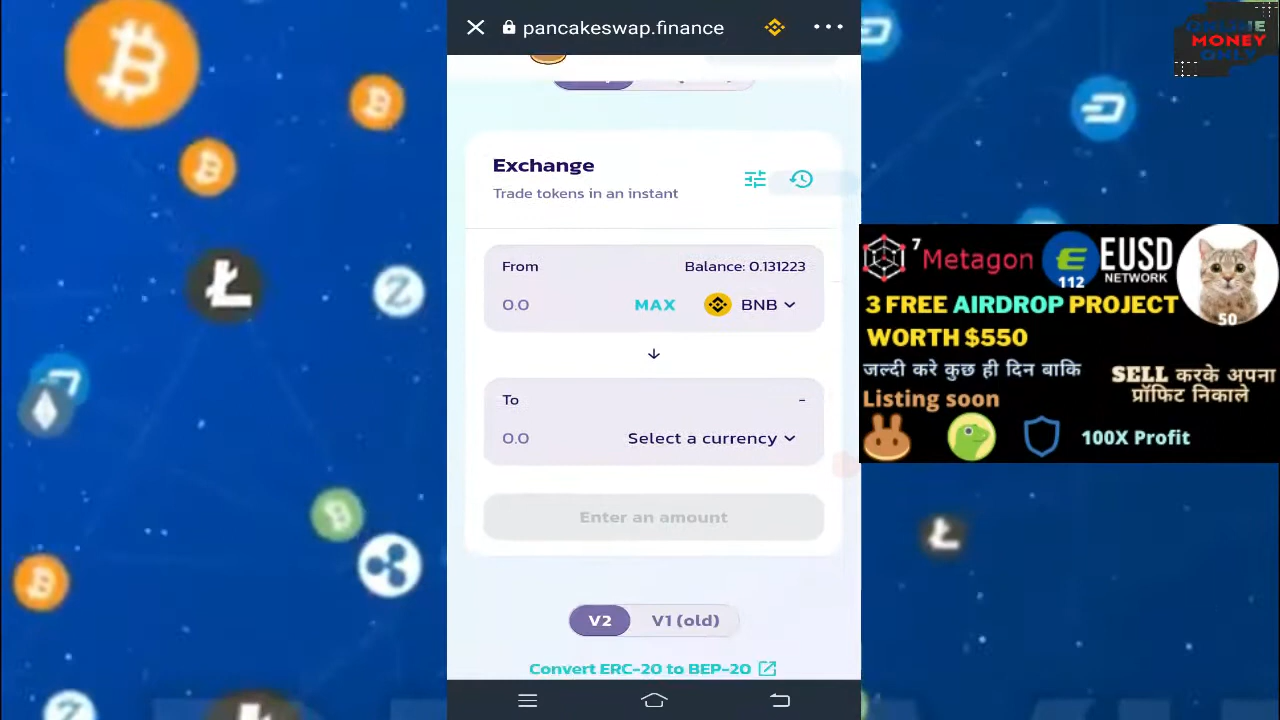 pancakeswap.finance
Exchange
Trade tokens in an instant
From
Balance: 0.131223
0.0
MAX
BNB
To
-
0.0
Select a currency
Enter an amount
V2
V1 (old)
Convert ERC-20 to BEP-20
MONEY
ONLY
7
Metagon
112
EUSD
NETWORK
50
3 FREE AIRDROP PROJECT
WORTH $550
जल्दी करे कुछ ही दिन बाकि
Listing soon
SELL करके अपना
प्रॉफिट निकाले
100X Profit